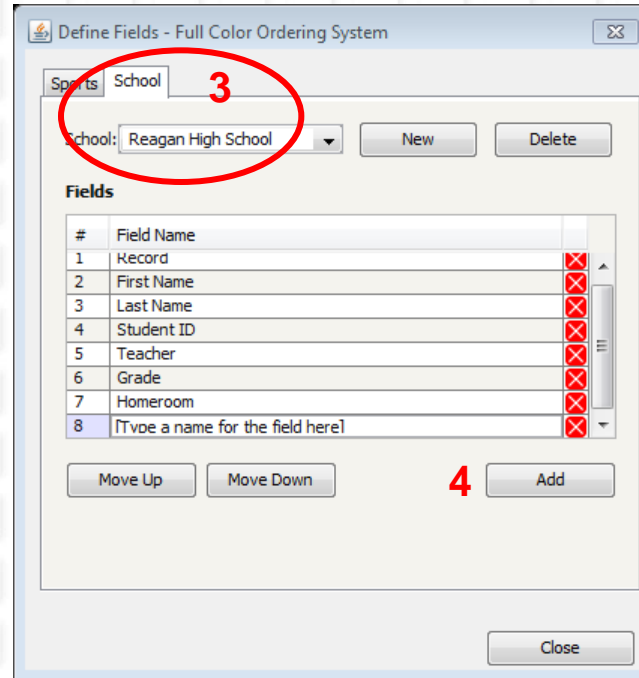 Define Fields - Full Color Ordering System
Sports School
3
School: Reagan High School New Delete
Fields
# Field Name
1 Record
2 First Name
3 Last Name
4 Student ID
5 Teacher
6 Grade
7 Homeroom
8 [Type a name for the field here]
Move Up Move Down 4 Add
Close